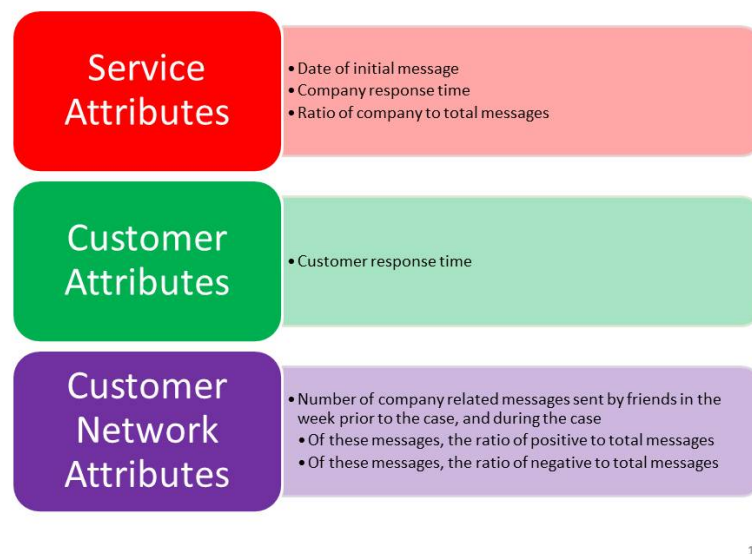 Service
Attributes
• Date of initial message
• Company response time
• Ratio of company to total messages
Customer
Attributes
• Customer response time
Customer
Network
Attributes
• Number of company related messages sent by friends in the
week prior to the case, and during the case
• Of these messages, the ratio of positive to total messages
• Of these messages, the ratio of negative to total messages
1